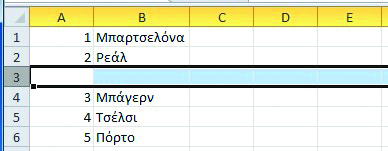 A B C D E
1 1 Μπαρτσελόνα
2 2 Ρεάλ
3
4 3 Μπάγερν
5 4 Τσέλσι
6 5 Πόρτο